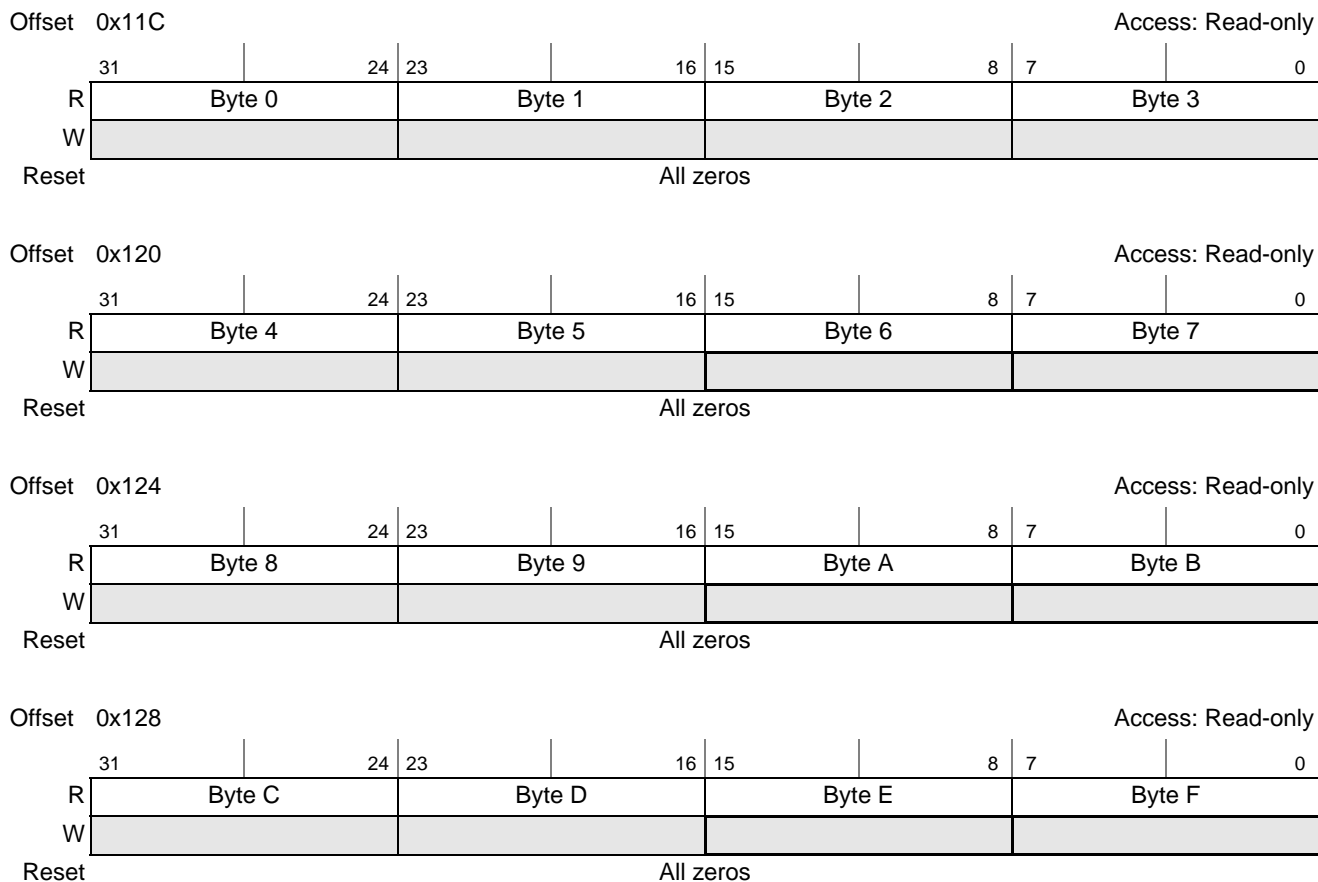 Offset 0x11C Access: Read-only
31 24 23 16 15 8 7 0
R Byte 0 Byte 1 Byte 2 Byte 3
W
Reset All zeros
Offset 0x120 Access: Read-only
31 24 23 16 15 8 7 0
R Byte 4 Byte 5 Byte 6 Byte 7
W
Reset All zeros
Offset 0x124 Access: Read-only
31 24 23 16 15 8 7 0
R Byte 8 Byte 9 Byte A Byte B
W
Reset All zeros
Offset 0x128 Access: Read-only
31 24 23 16 15 8 7 0
R Byte C Byte D Byte E Byte F
W
Reset All zeros